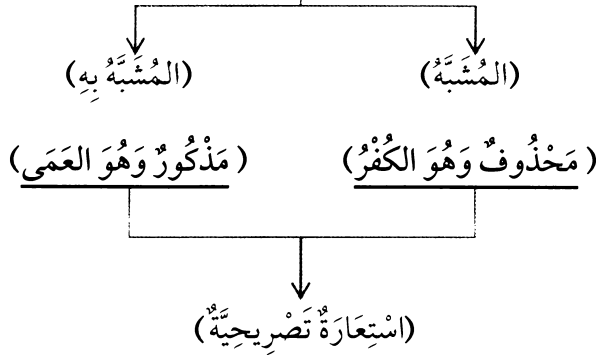 (المُشَبَّهُ) (المُشَبَّهُ بِهِ)
(مَحْذُوفٌ وَهُوَ الكُفْرُ) (مَذْكُورٌ وَهُوَ العَمَى)
(اسْتِعَارَةٌ تَصْرِيحِيَّةٌ)